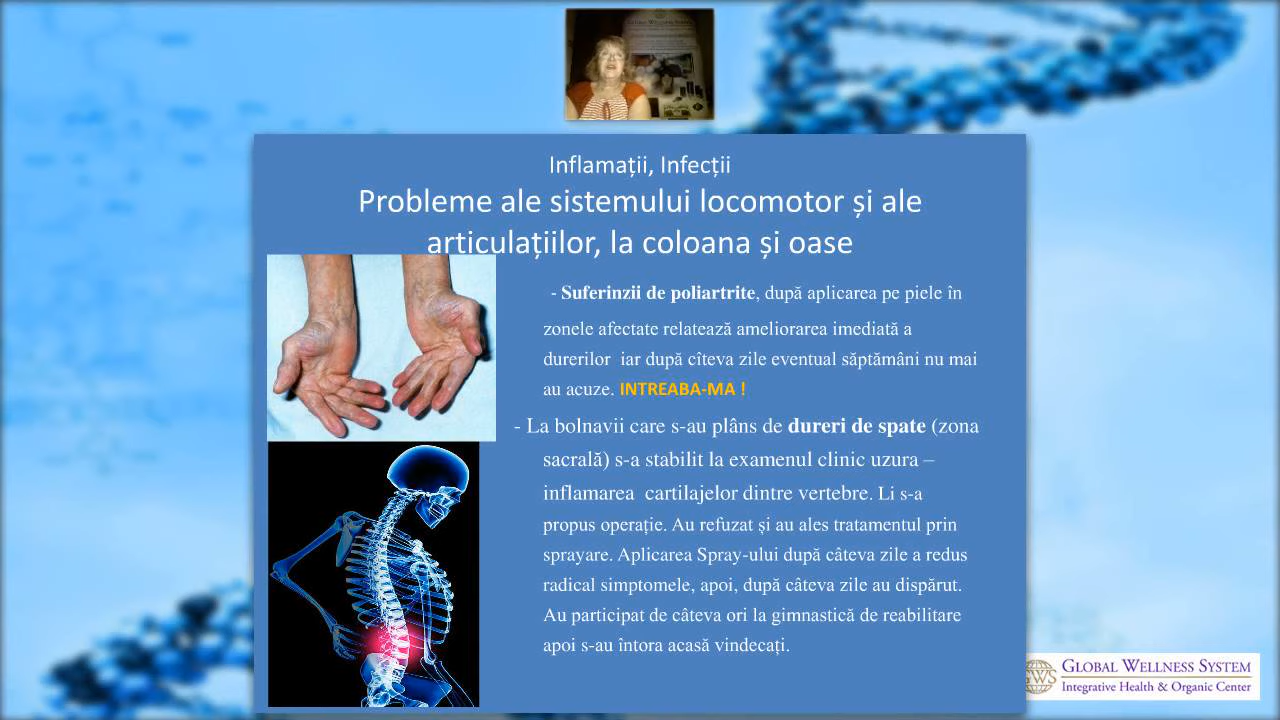 GLOBAL WELLNESS SYSTEM
Inflamații, Infecții
Probleme ale sistemului locomotor și ale
articulațiilor, la coloana și oase
- Suferinzii de poliartrite, după aplicarea pe piele în
zonele afectate relatează ameliorarea imediată a
durerilor iar după cîteva zile eventual săptămâni nu mai
au acuze. INTREABA-MA !
- La bolnavii care s-au plâns de dureri de spate (zona
sacrală) s-a stabilit la examenul clinic uzura –
inflamarea cartilajelor dintre vertebre. Li s-a
propus operație. Au refuzat și au ales tratamentul prin
sprayare. Aplicarea Spray-ului după câteva zile a redus
radical simptomele, apoi, după câteva zile au dispărut.
Au participat de câteva ori la gimnastică de reabilitare
apoi s-au întora acasă vindecați.
GWS
GLOBAL WELLNESS SYSTEM
Integrative Health & Organic Center